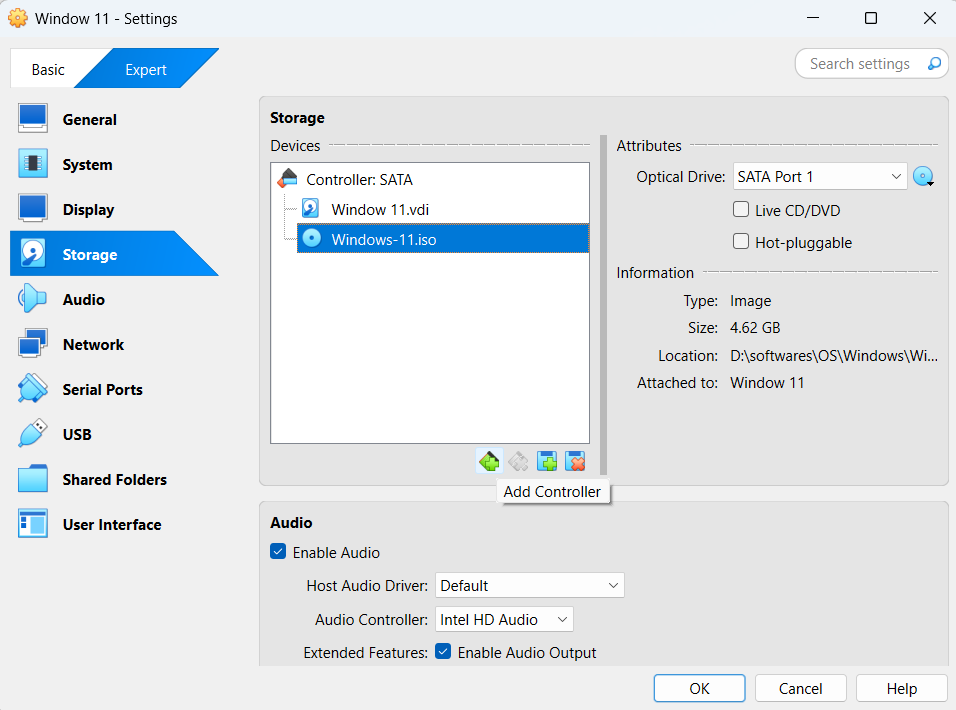 Window 11 - Settings
Basic
Expert
Search settings
General
System
Display
Storage
Audio
Network
Serial Ports
USB
Shared Folders
User Interface
Storage
Devices
Controller: SATA
Window 11.vdi
Windows-11.iso
Add Controller
Attributes
Optical Drive: SATA Port 1
Live CD/DVD
Hot-pluggable
Information
Type: Image
Size: 4.62 GB
Location: D:\softwares\OS\Windows\Wi...
Attached to: Window 11
Audio
Enable Audio
Host Audio Driver: Default
Audio Controller: Intel HD Audio
Extended Features: Enable Audio Output
OK
Cancel
Help